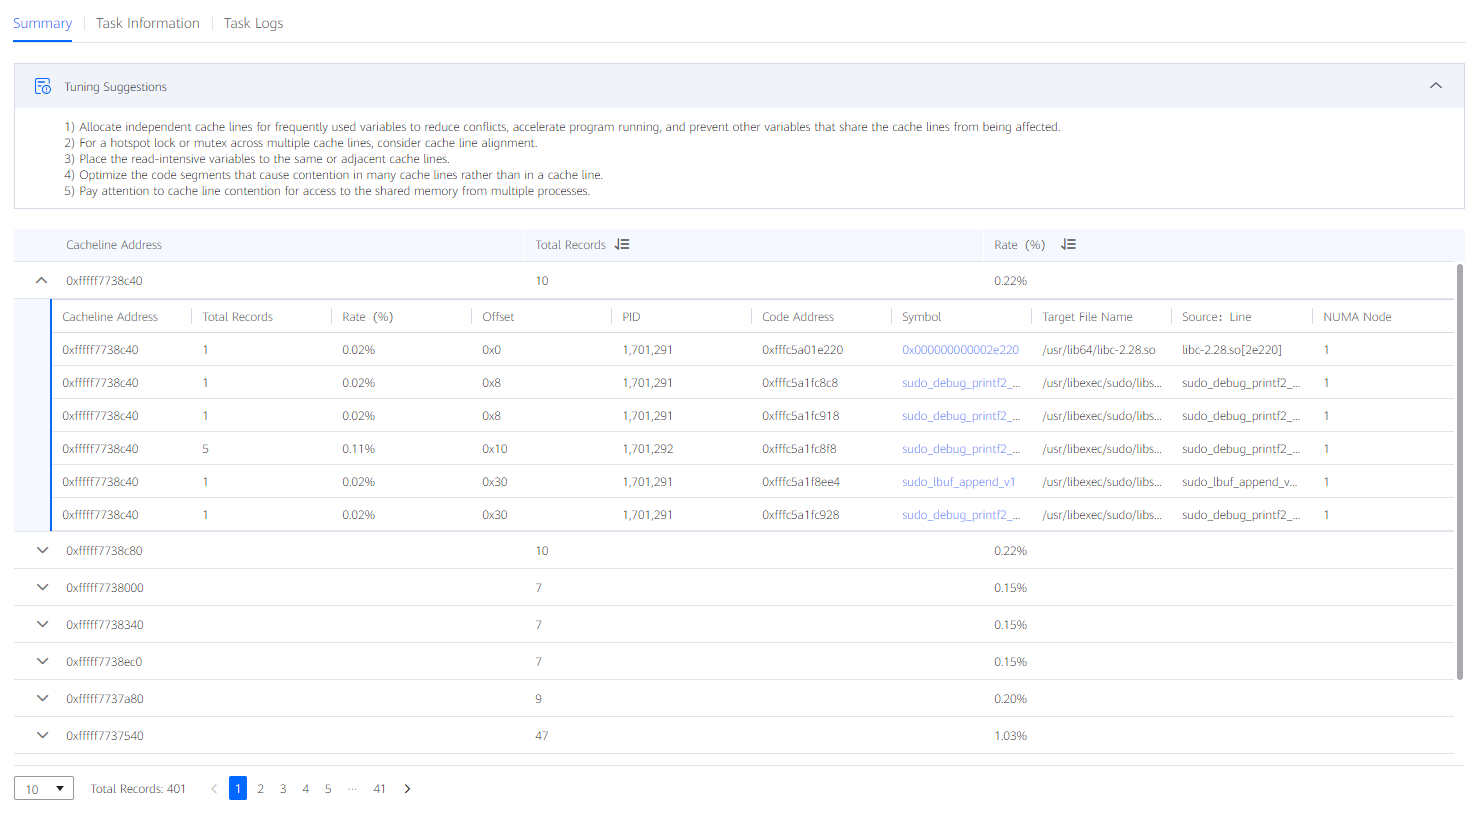 Summary Task Information Task Logs
Tuning Suggestions
1) Allocate independent cache lines for frequently used variables to reduce conflicts, accelerate program running, and prevent other variables that share the cache lines from being affected.
2) For a hotspot lock or mutex across multiple cache lines, consider cache line alignment.
3) Place the read-intensive variables to the same or adjacent cache lines.
4) Optimize the code segments that cause contention in many cache lines rather than in a cache line.
5) Pay attention to cache line contention for access to the shared memory from multiple processes.
Cacheline Address Total Records Rate (%)
0xfffff7738c40 10 0.22%
Cacheline Address Total Records Rate (%) Offset PID Code Address Symbol Target File Name Source: Line NUMA Node
0xfffff7738c40 1 0.02% 0x0 1,701,291 0xfffc5a01e220 0x000000000002e220 /usr/lib64/libc-2.28.so libc-2.28.so[2e220] 1
0xfffff7738c40 1 0.02% 0x8 1,701,291 0xfffc5a1fc8c8 sudo_debug_printf2_... /usr/libexec/sudo/libs... sudo_debug_printf2_... 1
0xfffff7738c40 1 0.02% 0x8 1,701,291 0xfffc5a1fc918 sudo_debug_printf2_... /usr/libexec/sudo/libs... sudo_debug_printf2_... 1
0xfffff7738c40 5 0.11% 0x10 1,701,292 0xfffc5a1fc8f8 sudo_debug_printf2_... /usr/libexec/sudo/libs... sudo_debug_printf2_... 1
0xfffff7738c40 1 0.02% 0x30 1,701,291 0xfffc5a1f8ee4 sudo_lbuf_append_v1 /usr/libexec/sudo/libs... sudo_lbuf_append_v... 1
0xfffff7738c40 1 0.02% 0x30 1,701,291 0xfffc5a1fc928 sudo_debug_printf2_... /usr/libexec/sudo/libs... sudo_debug_printf2_... 1
0xfffff7738c80 10 0.22%
0xfffff7738000 7 0.15%
0xfffff7738340 7 0.15%
0xfffff7738ec0 7 0.15%
0xfffff7737a80 9 0.20%
0xfffff7737540 47 1.03%
10 Total Records: 401 < 1 2 3 4 5 ... 41 >